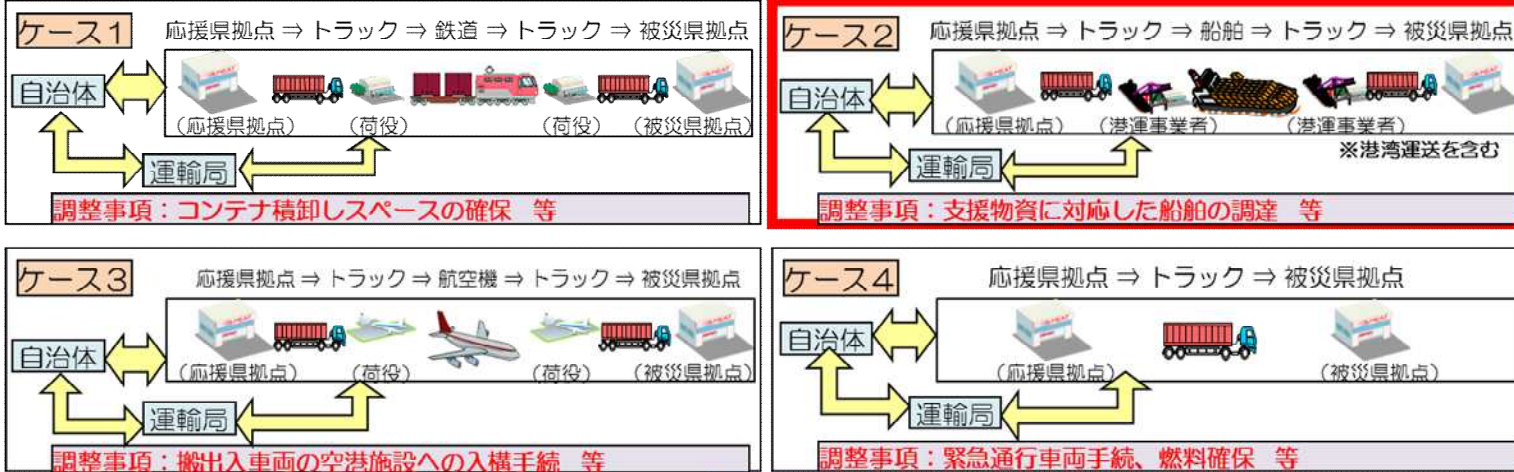 ケース1
応援県拠点 ⇒ トラック ⇒ 鉄道 ⇒ トラック ⇒ 被災県拠点
自治体
(応援県拠点)
(荷役)
(荷役)
(被災県拠点)
運輸局
調整事項：コンテナ積卸しスペースの確保 等
ケース2
応援県拠点 ⇒ トラック ⇒ 船舶 ⇒ トラック ⇒ 被災県拠点
自治体
(応援県拠点)
(港運事業者)
(港運事業者)
※港湾運送を含む
運輸局
調整事項：支援物資に対応した船舶の調達 等
ケース3
応援県拠点 ⇒ トラック ⇒ 航空機 ⇒ トラック ⇒ 被災県拠点
自治体
(応援県拠点)
(荷役)
(荷役)
(被災県拠点)
運輸局
調整事項：搬出入車両の空港施設への入構手続 等
ケース4
応援県拠点 ⇒ トラック ⇒ 被災県拠点
自治体
(応援県拠点)
(被災県拠点)
運輸局
調整事項：緊急通行車両手続、燃料確保 等